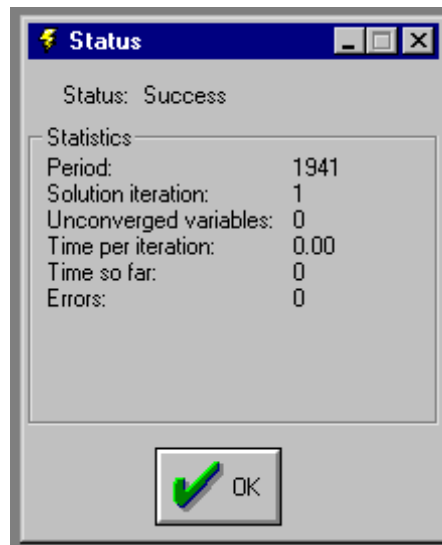 Status
Status: Success
Statistics
Period: 1941
Solution iteration: 1
Unconverged variables: 0
Time per iteration: 0.00
Time so far: 0
Errors: 0
OK